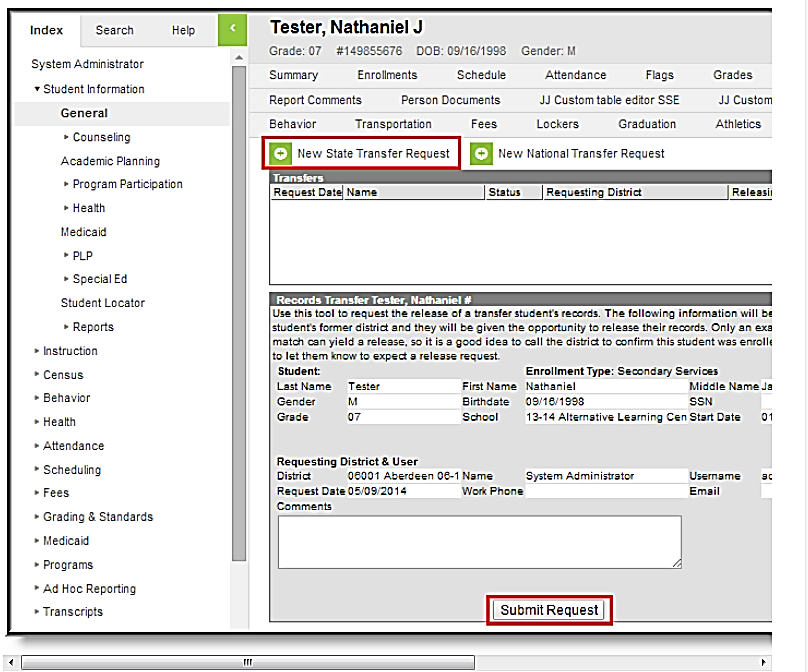 Index Search Help <
System Administrator
Student Information
General
Counseling
Academic Planning
Program Participation
Health
Medicaid
PLP
Special Ed
Student Locator
Reports
Instruction
Census
Behavior
Health
Attendance
Scheduling
Fees
Grading & Standards
Medicaid
Programs
Ad Hoc Reporting
Transcripts
Tester, Nathaniel J
Grade: 07 #149855676 DOB: 09/16/1998 Gender: M
Summary Enrollments Schedule Attendance Flags Grades
Report Comments Person Documents JJ Custom table editor SSE JJ Custom
Behavior Transportation Fees Lockers Graduation Athletics
New State Transfer Request New National Transfer Request
Transfers
Request Date Name Status Requesting District Releasi
Records Transfer Tester, Nathaniel #
Use this tool to request the release of a transfer student's records. The following information will be
student's former district and they will be given the opportunity to release their records. Only an exa
match can yield a release, so it is a good idea to call the district to confirm this student was enrolle
to let them know to expect a release request.
Student: Enrollment Type: Secondary Services
Last Name Tester First Name Nathaniel Middle Name Ja
Gender M Birthdate 09/16/1998 SSN
Grade 07 School 13-14 Alternative Learning Cen Start Date 01
Requesting District & User
District 06001 Aberdeen 06-1 Name System Administrator Username ac
Request Date 05/09/2014 Work Phone Email
Comments
Submit Request